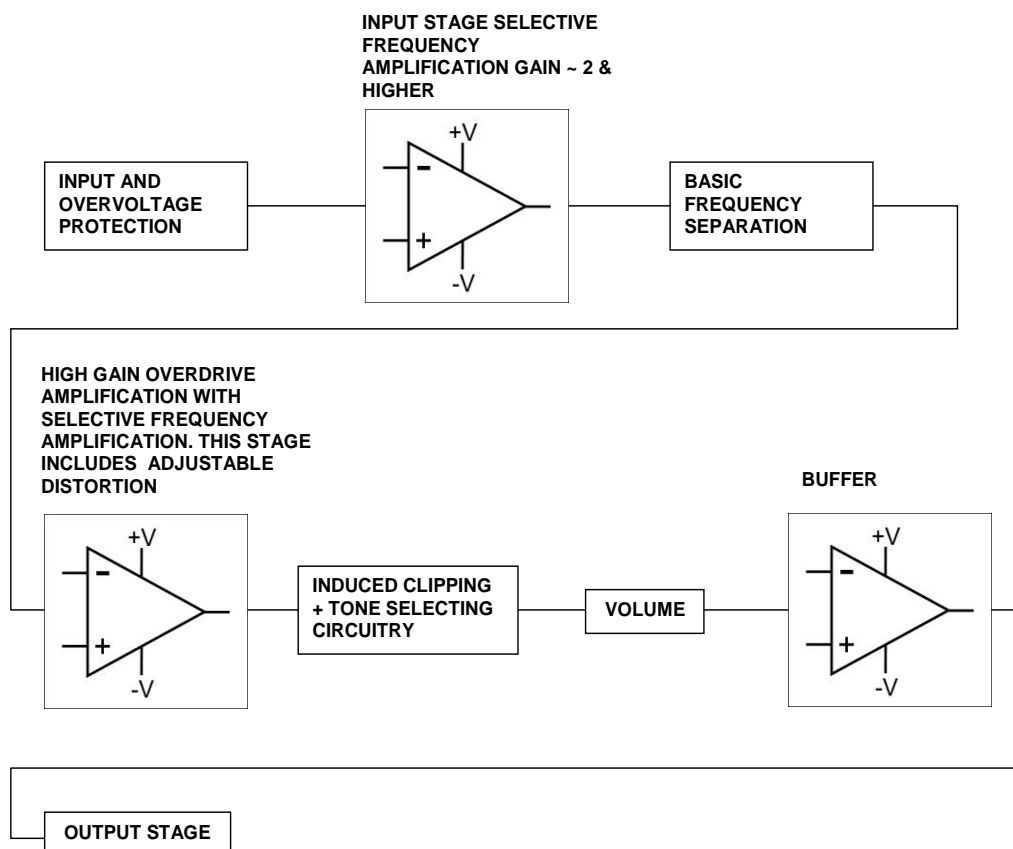 INPUT STAGE SELECTIVE
FREQUENCY
AMPLIFICATION GAIN ~ 2 &
HIGHER
+V
-
+
-V
INPUT AND
OVERVOLTAGE
PROTECTION
BASIC
FREQUENCY
SEPARATION
HIGH GAIN OVERDRIVE
AMPLIFICATION WITH
SELECTIVE FREQUENCY
AMPLIFICATION. THIS STAGE
INCLUDES ADJUSTABLE
DISTORTION
+V
-
+
-V
INDUCED CLIPPING
+ TONE SELECTING
CIRCUITRY
VOLUME
BUFFER
+V
-
+
-V
OUTPUT STAGE